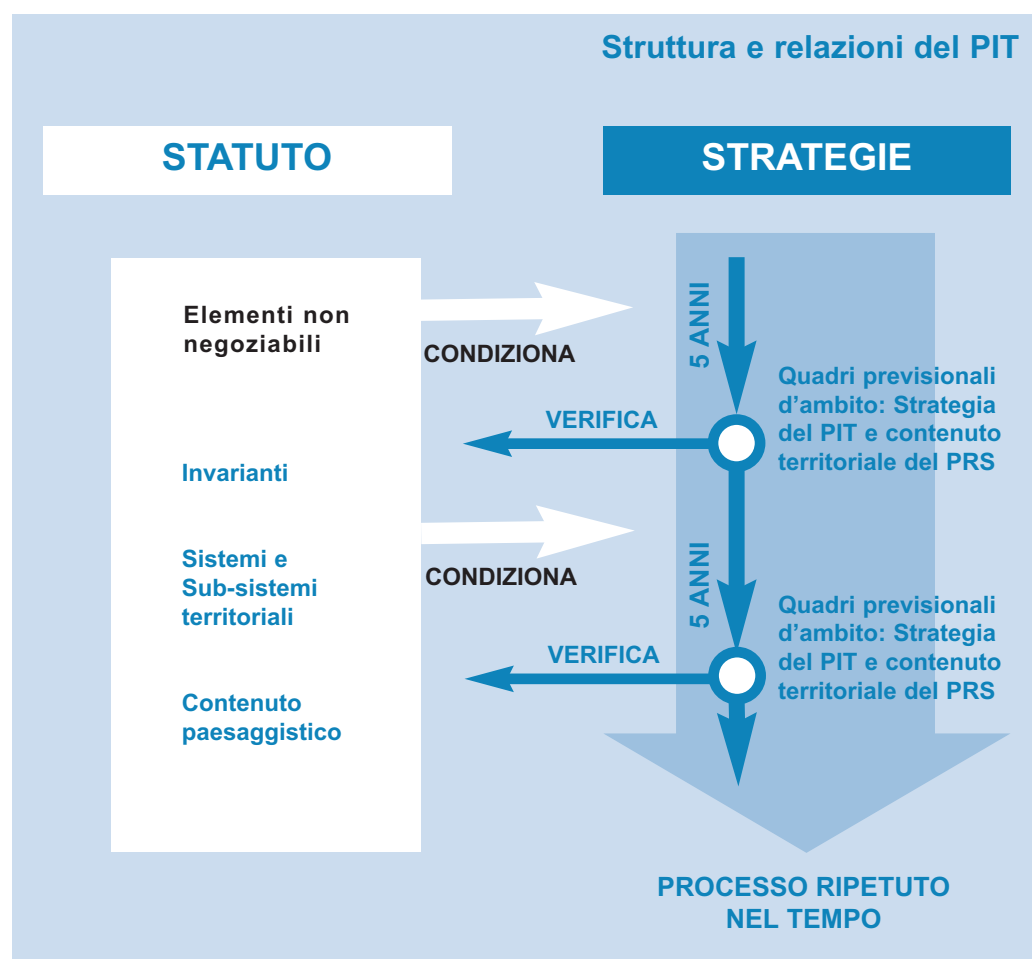 Struttura e relazioni del PIT
STATUTO
STRATEGIE
Elementi non
negoziabili
CONDIZIONA
5 ANNI
Quadri previsionali
d’ambito: Strategia
del PIT e contenuto
territoriale del PRS
VERIFICA
Invarianti
Sistemi e
Sub-sistemi
territoriali
CONDIZIONA
5 ANNI
Quadri previsionali
d’ambito: Strategia
del PIT e contenuto
territoriale del PRS
VERIFICA
Contenuto
paesaggistico
PROCESSO RIPETUTO
NEL TEMPO